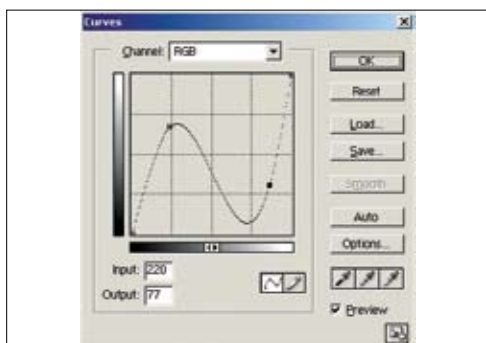 Curves
Channel: RGB
OK
Reset
Load...
Save...
Smooth
Auto
Options...
Input: 220
Output: 77
Preview